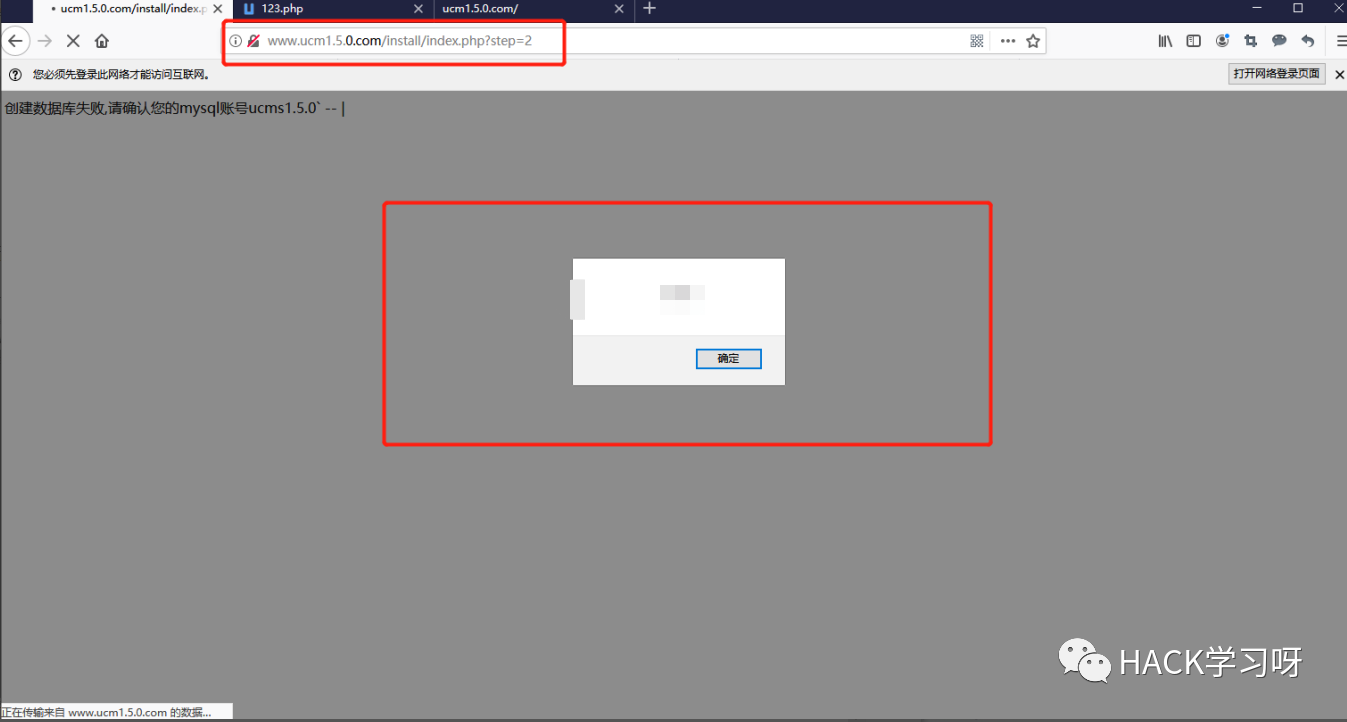 ucm1.5.0.com/install/index.p
123.php
ucm1.5.0.com/
www.ucm1.5.0.com/install/index.php?step=2
您必须先登录此网络才能访问互联网。
打开网络登录页面
创建数据库失败,请确认您的mysql账号ucms1.5.0` -- |
确定
HACK学习呀
正在传输来自 www.ucm1.5.0.com 的数据...